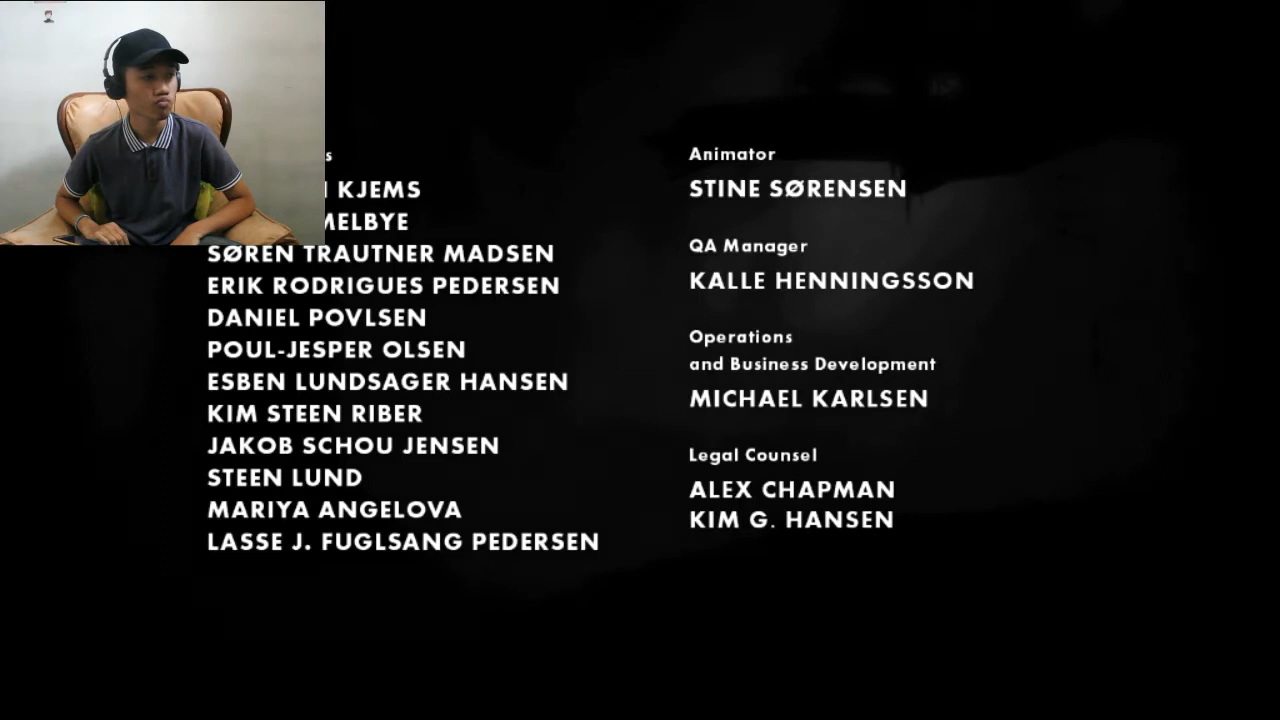 KJEMS
MELBYE
SØREN TRAUTNER MADSEN
ERIK RODRIGUES PEDERSEN
DANIEL POVLSEN
POUL-JESPER OLSEN
ESBEN LUNDSAGER HANSEN
KIM STEEN RIBER
JAKOB SCHOU JENSEN
STEEN LUND
MARIYA ANGELOVA
LASSE J. FUGLSANG PEDERSEN
Animator
STINE SØRENSEN
QA Manager
KALLE HENNINGSSON
Operations
and Business Development
MICHAEL KARLSEN
Legal Counsel
ALEX CHAPMAN
KIM G. HANSEN